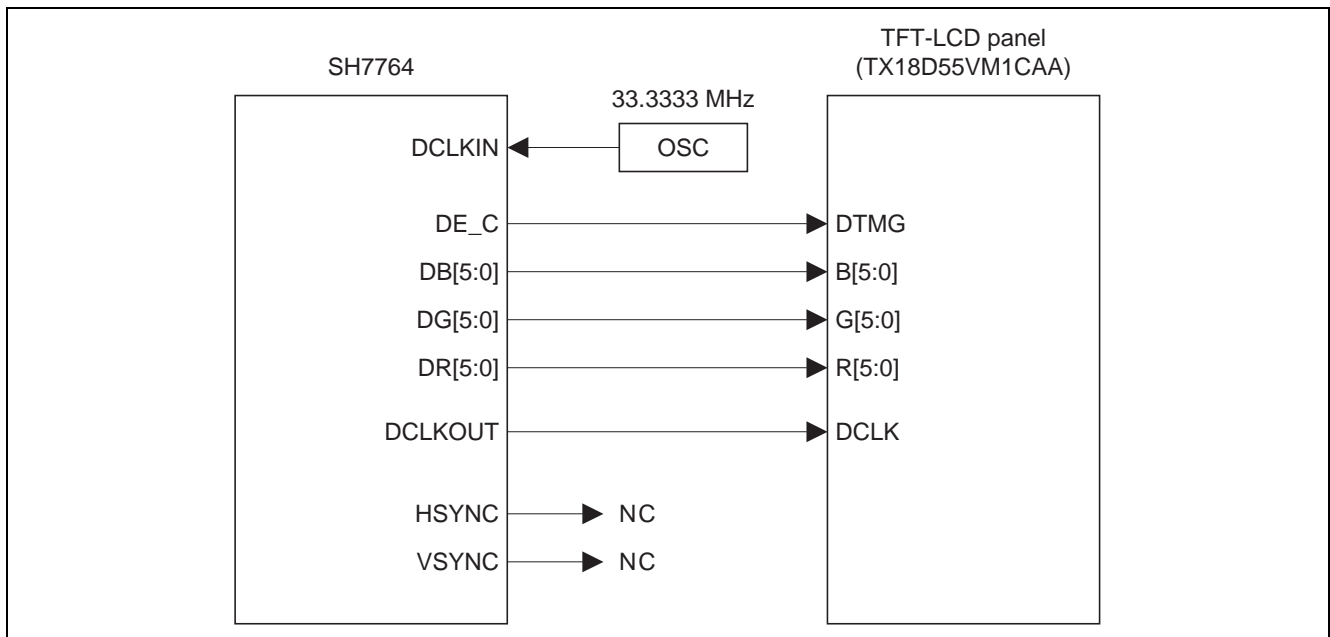 SH7764
TFT-LCD panel
(TX18D55VM1CAA)
33.3333 MHz
DCLKIN
OSC
DE_C
DTMG
DB[5:0]
B[5:0]
DG[5:0]
G[5:0]
DR[5:0]
R[5:0]
DCLKOUT
DCLK
HSYNC
NC
VSYNC
NC